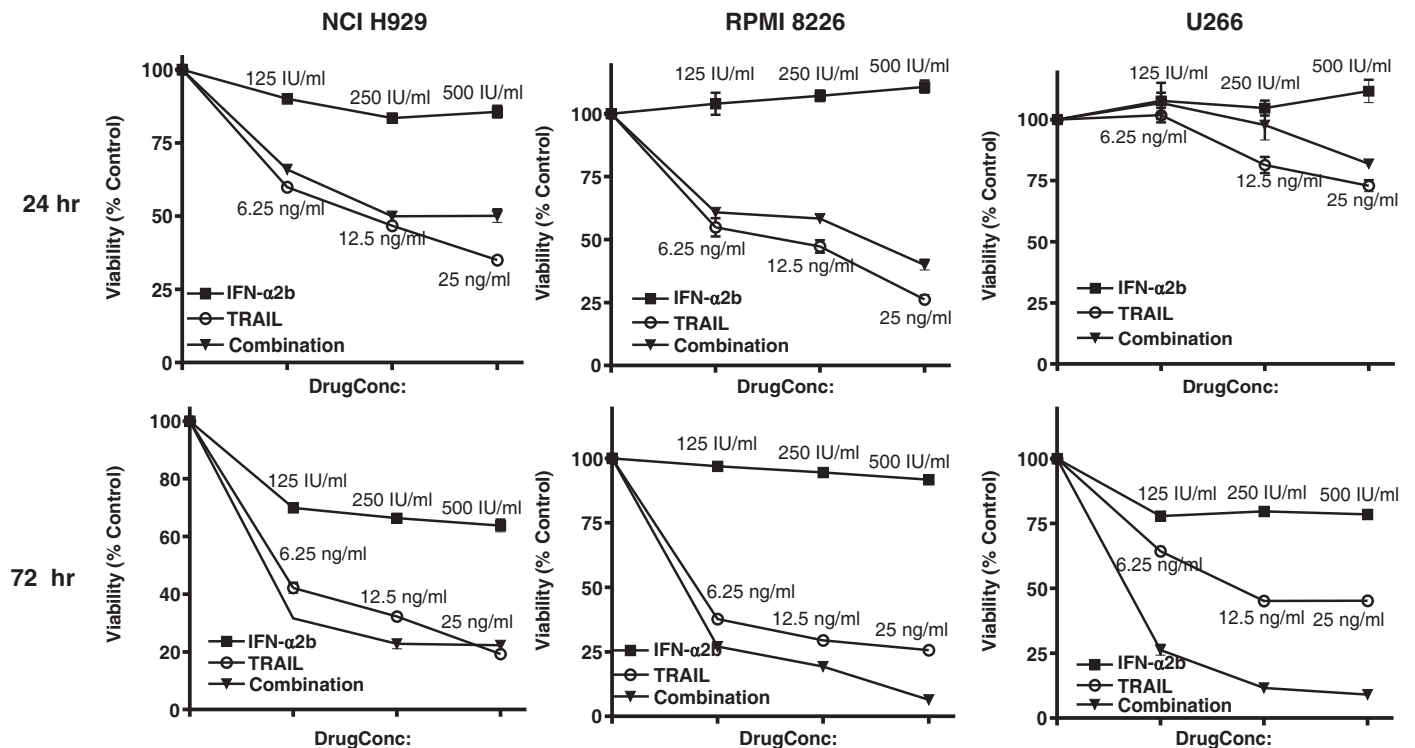 NCI H929
RPMI 8226
U266
24 hr
Viability (% Control)
100
75
50
25
0
125 IU/ml
250 IU/ml
500 IU/ml
6.25 ng/ml
12.5 ng/ml
25 ng/ml
IFN-α2b
TRAIL
Combination
DrugConc:
Viability (% Control)
100
75
50
25
0
125 IU/ml
250 IU/ml
500 IU/ml
6.25 ng/ml
12.5 ng/ml
25 ng/ml
IFN-α2b
TRAIL
Combination
DrugConc:
Viability (% Control)
100
75
50
25
0
125 IU/ml
250 IU/ml
500 IU/ml
6.25 ng/ml
12.5 ng/ml
25 ng/ml
IFN-α2b
TRAIL
Combination
DrugConc:
72 hr
Viability (% Control)
100
80
60
40
20
0
125 IU/ml
250 IU/ml
500 IU/ml
6.25 ng/ml
12.5 ng/ml
25 ng/ml
IFN-α2b
TRAIL
Combination
DrugConc:
Viability (% Control)
100
75
50
25
0
125 IU/ml
250 IU/ml
500 IU/ml
6.25 ng/ml
12.5 ng/ml
25 ng/ml
IFN-α2b
TRAIL
Combination
DrugConc:
Viability (% Control)
100
75
50
25
0
125 IU/ml
250 IU/ml
500 IU/ml
6.25 ng/ml
12.5 ng/ml
25 ng/ml
IFN-α2b
TRAIL
Combination
DrugConc: